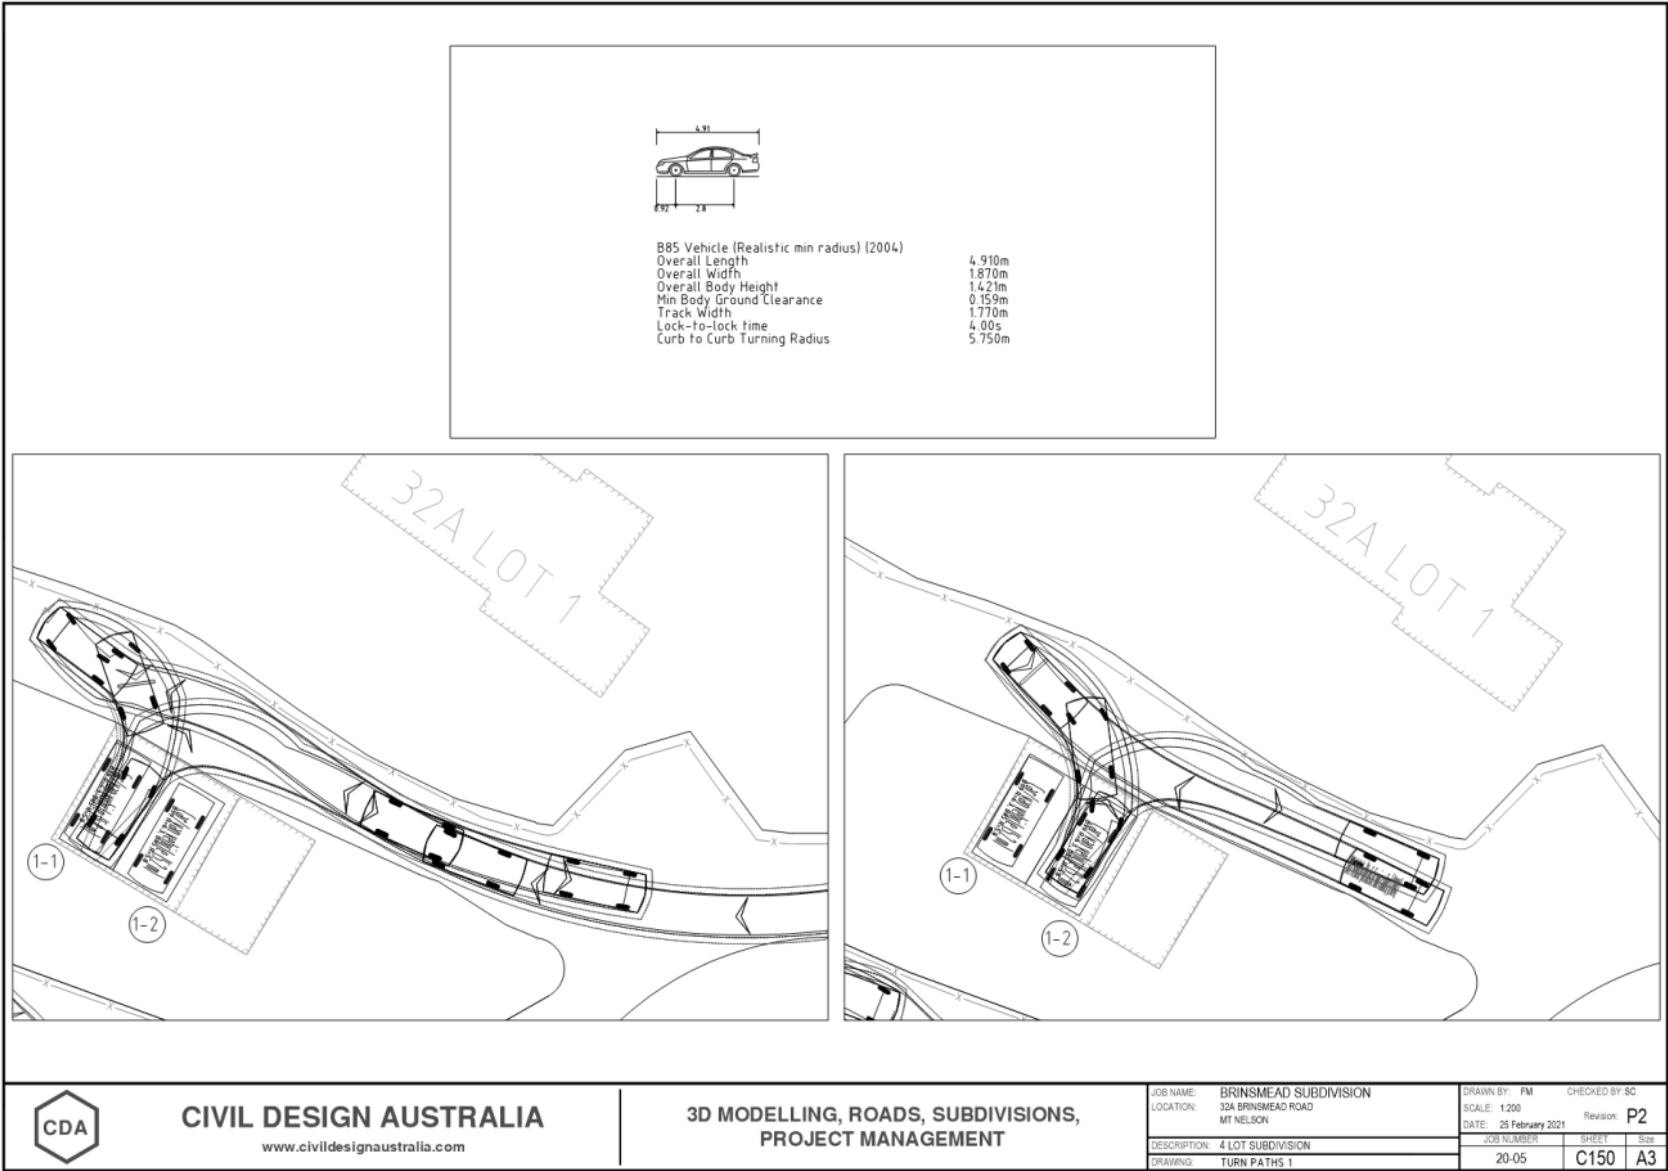 4.91
0.92
2.8
B85 Vehicle (Realistic min radius) (2004)
Overall Length 4.910m
Overall Width 1.870m
Overall Body Height 1.421m
Min Body Ground Clearance 0.159m
Track Width 1.770m
Lock-to-lock time 4.00s
Curb to Curb Turning Radius 5.750m
32A LOT 1
1-1
1-2
32A LOT 1
1-1
1-2
CDA
CIVIL DESIGN AUSTRALIA
www.civildesignaustralia.com
3D MODELLING, ROADS, SUBDIVISIONS,
PROJECT MANAGEMENT
JOB NAME: BRINSMEAD SUBDIVISION
LOCATION: 32A BRINSMEAD ROAD
MT NELSON
DESCRIPTION: 4 LOT SUBDIVISION
DRAWING: TURN PATHS 1
DRAWN BY: FM CHECKED BY: SC
SCALE: 1:200
Revision: P2
DATE: 25 February 2021
JOB NUMBER SHEET Size
20-05 C150 A3